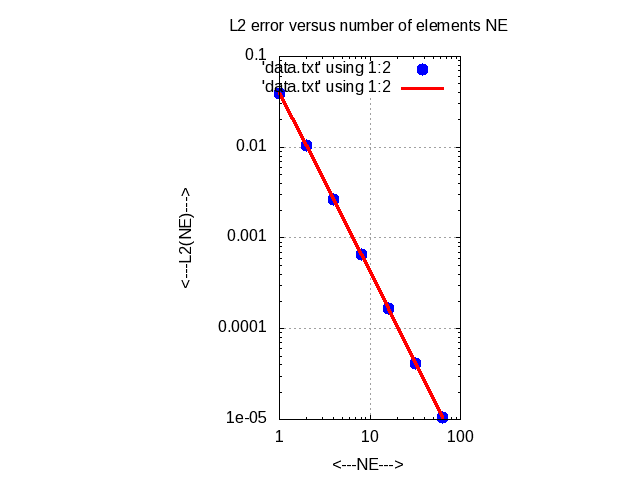 L2 error versus number of elements NE
0.1
'data.txt' using 1:2
'data.txt' using 1:2
0.01
0.001
<---L2(NE)--->
0.0001
1e-05
1 10 100
<---NE--->